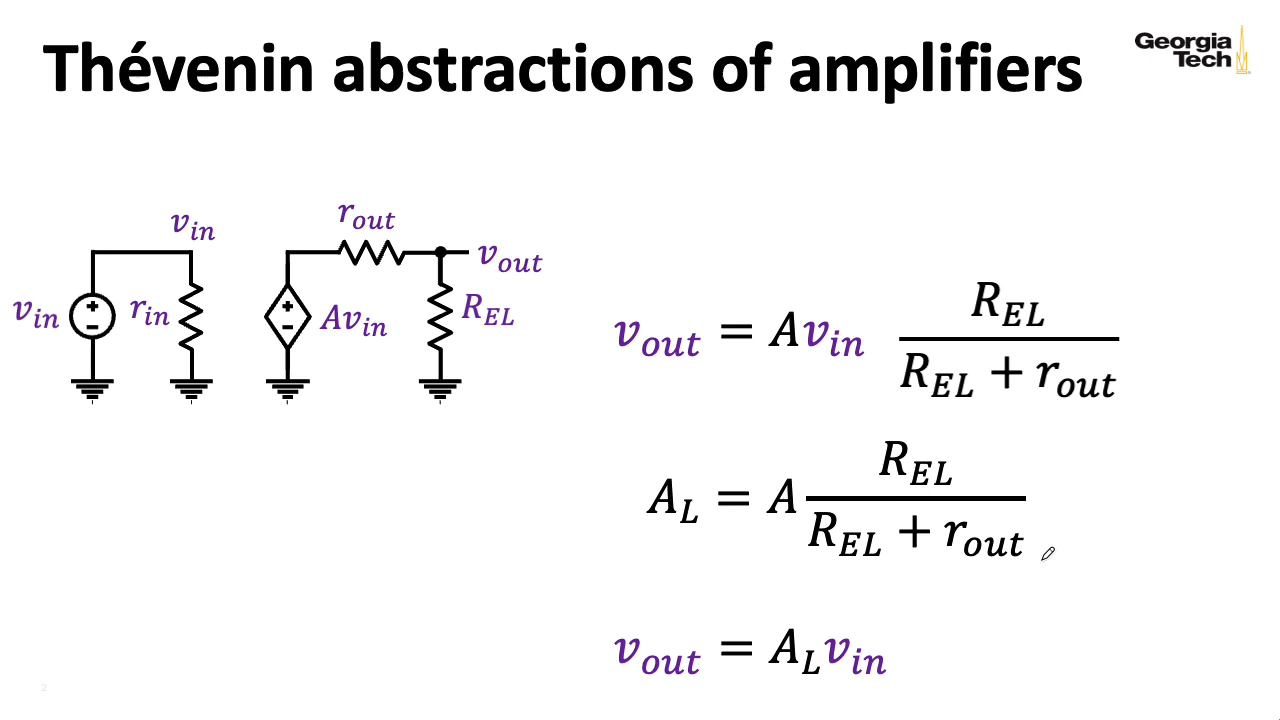 Thévenin abstractions of amplifiers
Georgia
Tech
v_in
r_out
v_out
v_in
r_in
Av_in
R_EL
v_out = Av_in R_EL / (R_EL + r_out)
A_L = A R_EL / (R_EL + r_out)
v_out = A_L v_in
2